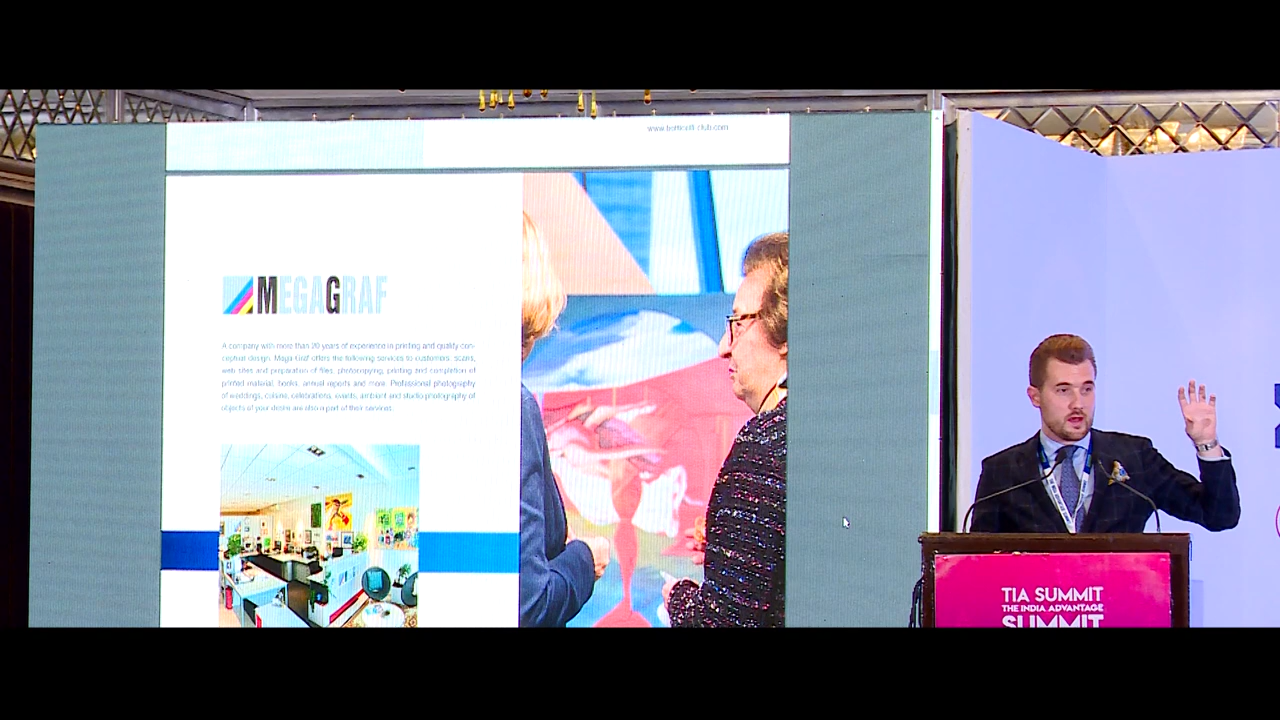 www.botticelli-club.com
MEGAGRAF
A company with more than 20 years of experience in printing and quality con-
ceptual design. Mega Graf offers the following services to customers: scans,
web sites and preparation of files, photocopying, printing and completion of
printed material, books, annual reports and more. Professional photography
of weddings, cuisine, celebrations, events, ambient and studio photography of
objects of your desire are also a part of their services.
TIA SUMMIT
THE INDIA ADVANTAGE
SUMMIT